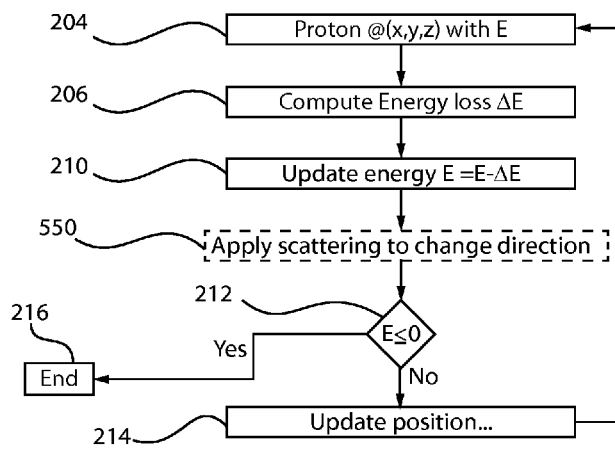 204
Proton @(x,y,z) with E
206
Compute Energy loss ΔE
210
Update energy E =E-ΔE
550
Apply scattering to change direction
212
216
E≤0
Yes
End
No
Update position...
214